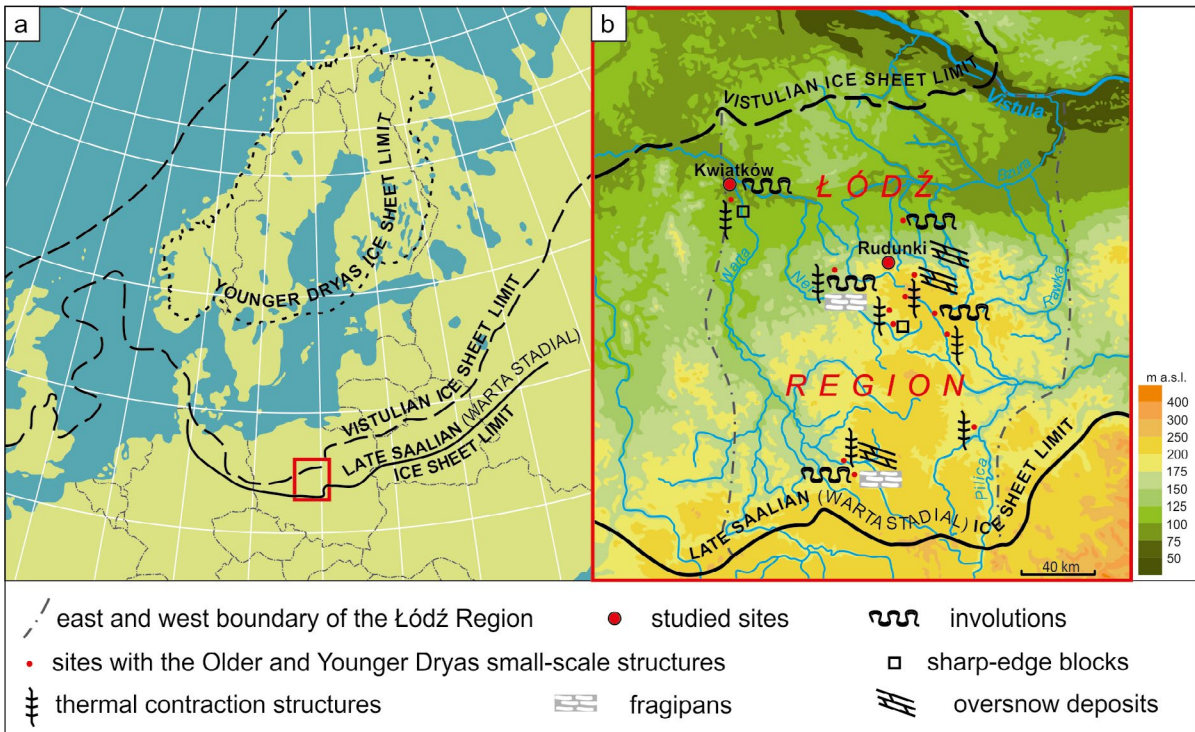 a
YOUNGER DRYAS ICE SHEET LIMIT
VISTULIAN ICE SHEET LIMIT
LATE SAALIAN (WARTA STADIAL)
ICE SHEET LIMIT
b
VISTULIAN ICE SHEET LIMIT
Vistula
Kwiatków
ŁÓDŹ
Bzura
Rudunki
Warta
Ner
Rawka
REGION
Pilica
LATE SAALIAN (WARTA STADIAL) ICE SHEET LIMIT
40 km
m a.s.l.
400
300
250
200
175
150
125
100
75
50
east and west boundary of the Łódź Region
studied sites
involutions
sites with the Older and Younger Dryas small-scale structures
sharp-edge blocks
thermal contraction structures
fragipans
oversnow deposits